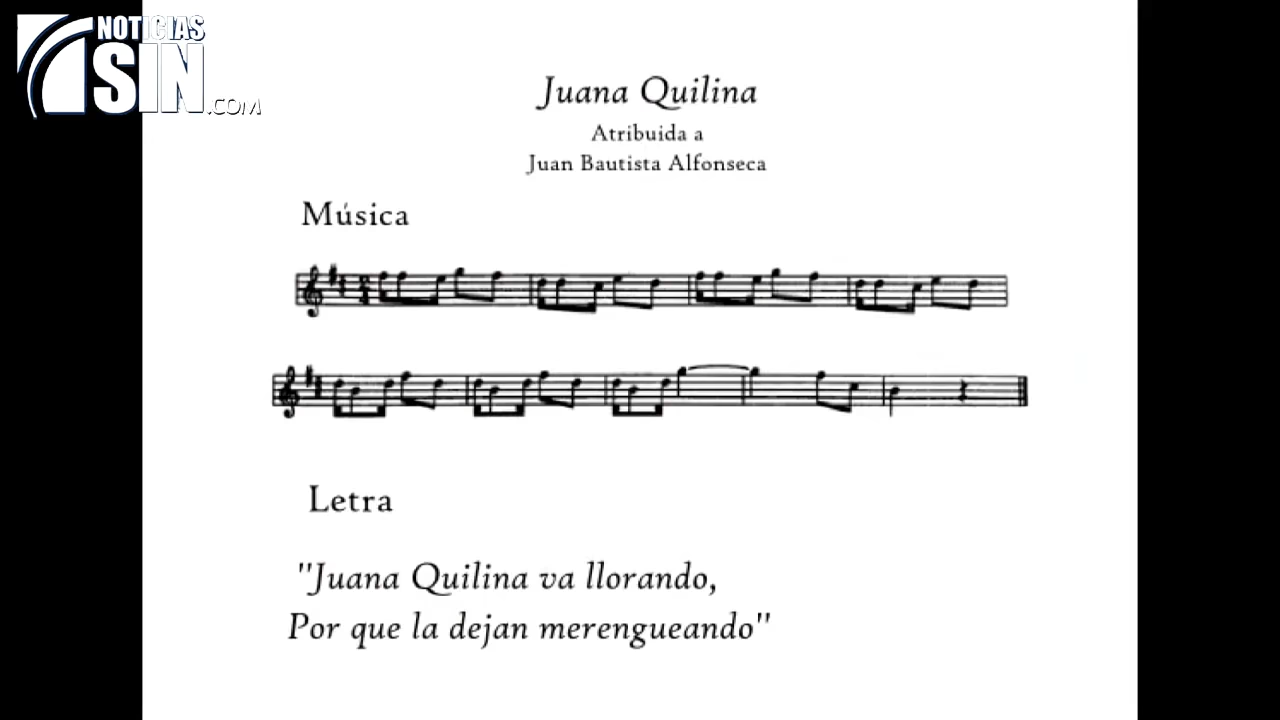 NOTICIAS
SIN.COM
Juana Quilina
Atribuida a
Juan Bautista Alfonseca
Música
Letra
"Juana Quilina va llorando,
Por que la dejan merengueando"